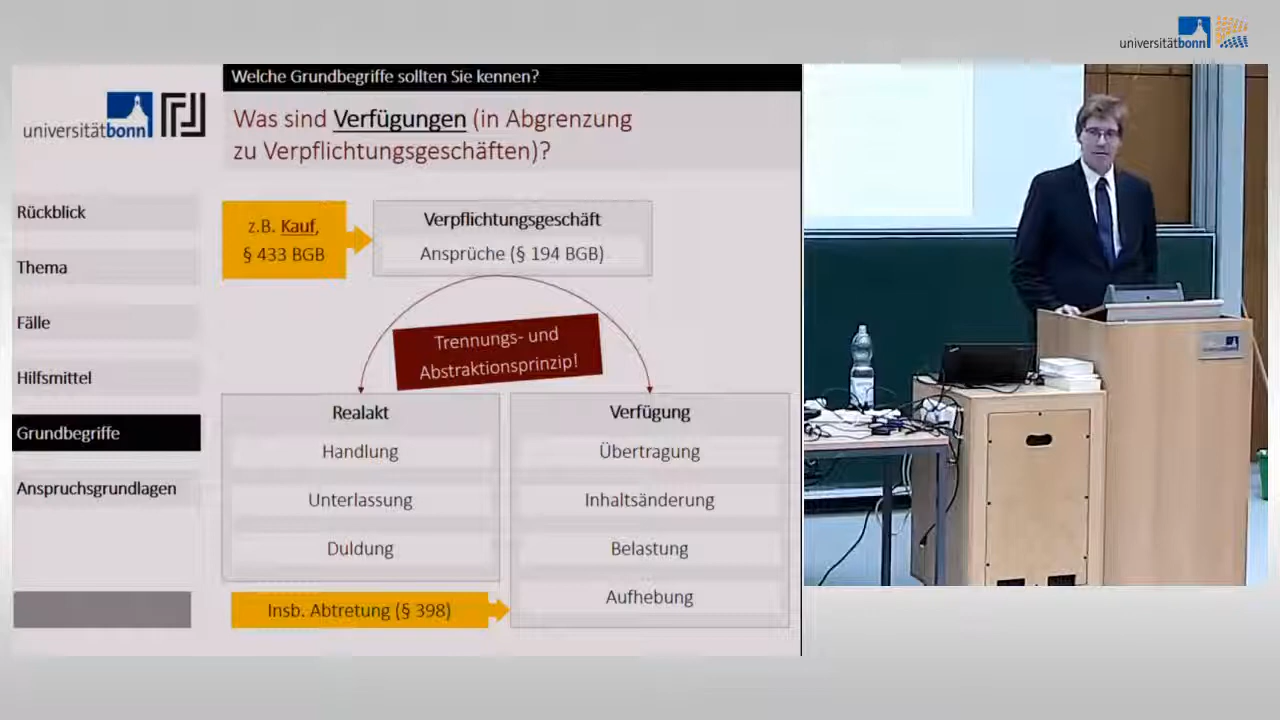 universitätbonn
Welche Grundbegriffe sollten Sie kennen?
universitätbonn
Was sind Verfügungen (in Abgrenzung
zu Verpflichtungsgeschäften)?
Rückblick
Thema
Fälle
Hilfsmittel
Grundbegriffe
Anspruchsgrundlagen
z.B. Kauf,
§ 433 BGB
Verpflichtungsgeschäft
Ansprüche (§ 194 BGB)
Trennungs- und
Abstraktionsprinzip!
Realakt
Handlung
Unterlassung
Duldung
Insb. Abtretung (§ 398)
Verfügung
Übertragung
Inhaltsänderung
Belastung
Aufhebung